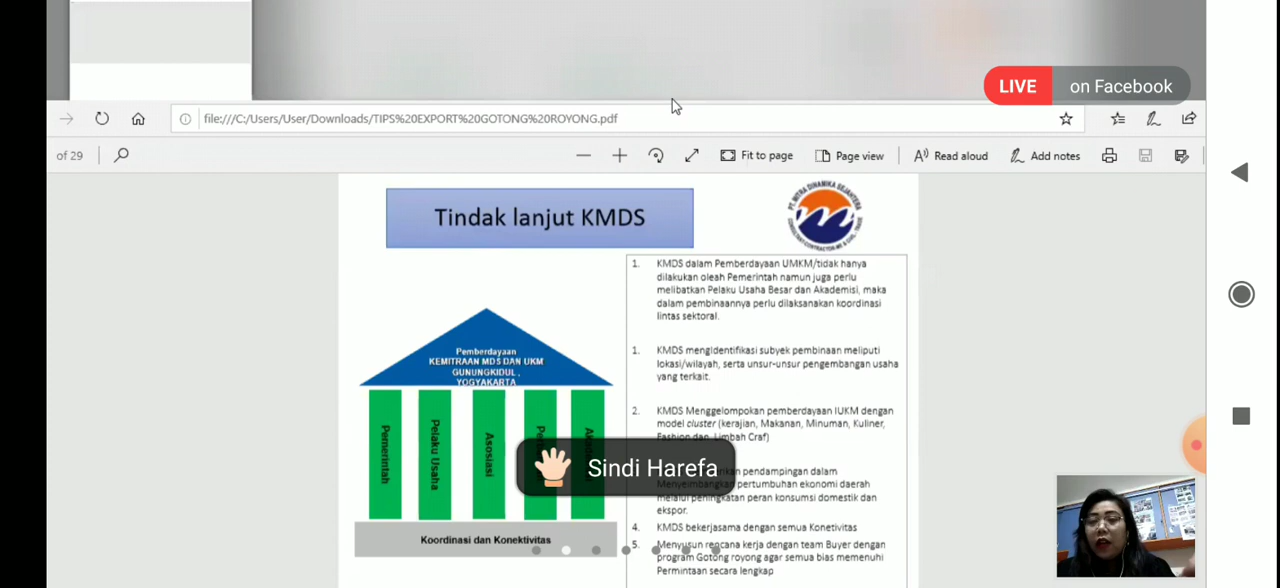 LIVE on Facebook
file:///C:/Users/User/Downloads/TIPS%20EXPORT%20GOTONG%20ROYONG.pdf
of 29
Fit to page
Page view
Read aloud
Add notes
Tindak lanjut KMDS
Pemberdayaan
KEMITRAAN MDS DAN UKM
GUNUNGKIDUL ,
YOGYAKARTA
Pemerintah
Pelaku Usaha
Asosiasi
Koordinasi dan Konektivitas
1. KMDS dalam Pemberdayaan UMKM/tidak hanya
dilakukan oleah Pemerintah namun juga perlu
melibatkan Pelaku Usaha Besar dan Akademisi, maka
dalam pembinaannya perlu dilaksanakan koordinasi
lintas sektoral.
1. KMDS mengidentifikasi subyek pembinaan meliputi
lokasi/wilayah, serta unsur-unsur pengembangan usaha
yang terkait.
2. KMDS Menggelompokan pemberdayaan IUKM dengan
model cluster (kerajian, Makanan, Minuman, Kuliner,
Fashion dan Limbah Craf)
pendampingan dalam
Menyeimbangkan pertumbuhan ekonomi daerah
melalui peningkatan peran konsumsi domestik dan
ekspor.
4. KMDS bekerjasama dengan semua Konetivitas
5. Menyusun rencana kerja dengan team Buyer dengan
program Gotong royong agar semua bias memenuhi
Permintaan secara lengkap
Sindi Harefa